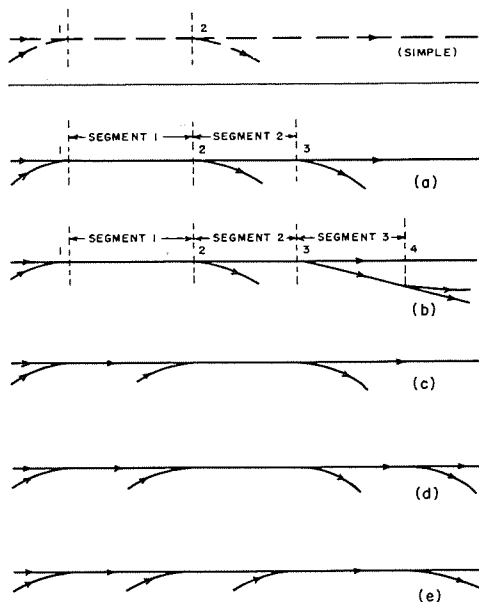 1 2
(SIMPLE)
SEGMENT 1 SEGMENT 2
1 2 3
(a)
SEGMENT 1 SEGMENT 2 SEGMENT 3
1 2 3 4
(b)
(c)
(d)
(e)